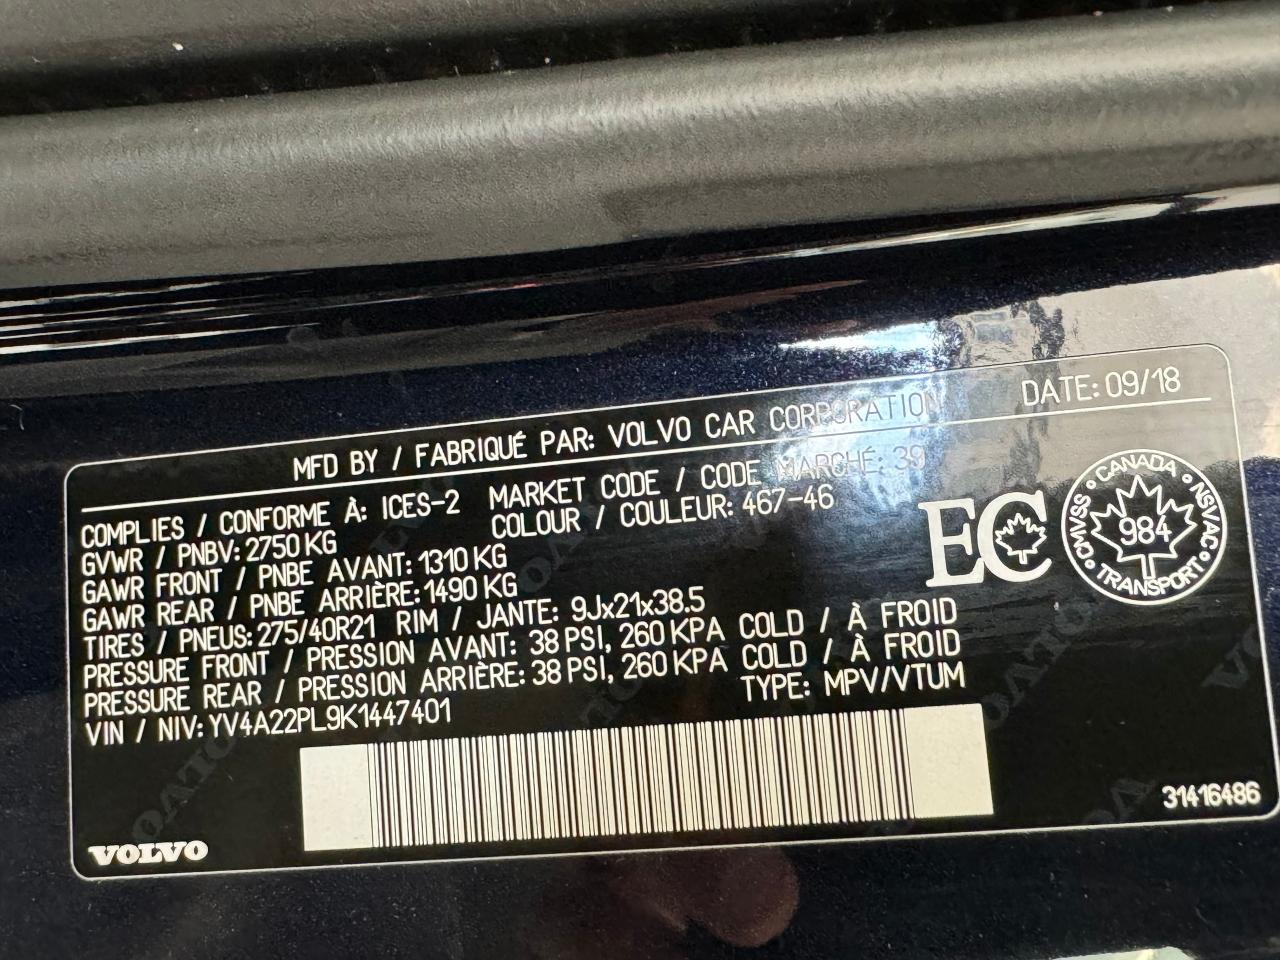 MFD BY / FABRIQUÉ PAR: VOLVO CAR CORPORATION DATE: 09/18
COMPLIES / CONFORME À: ICES-2 MARKET CODE / CODE MARCHÉ: 39
GVWR / PNBV: 2750 KG COLOUR / COULEUR: 467-46
GAWR FRONT / PNBE AVANT: 1310 KG
GAWR REAR / PNBE ARRIÈRE: 1490 KG
TIRES / PNEUS: 275/40R21 RIM / JANTE: 9Jx21x38.5
PRESSURE FRONT / PRESSION AVANT: 38 PSI, 260 KPA COLD / À FROID
PRESSURE REAR / PRESSION ARRIÈRE: 38 PSI, 260 KPA COLD / À FROID
VIN / NIV: YV4A22PL9K1447401 TYPE: MPV/VTUM
EC
CANADA
CMVSS 984 NSVAC
TRANSPORT
31416486
VOLVO